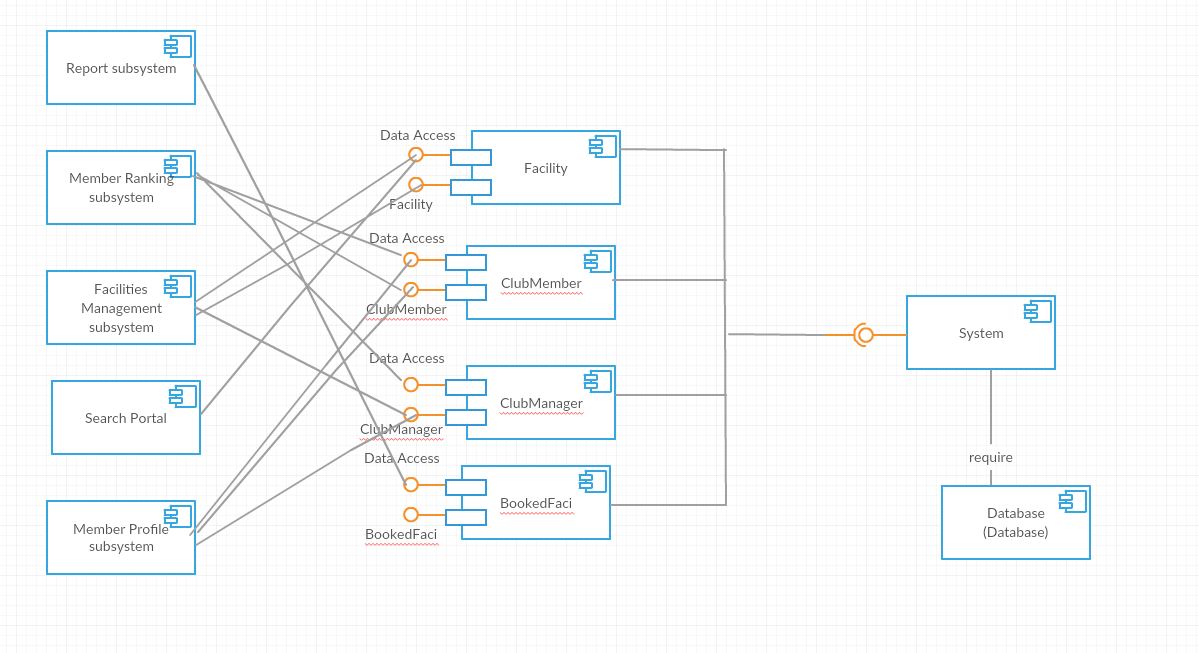 Report subsystem
Member Ranking
subsystem
Facilities
Management
subsystem
Search Portal
Member Profile
subsystem
Data Access
Facility
Facility
Data Access
ClubMember
ClubMember
Data Access
ClubManager
ClubManager
Data Access
BookedFaci
BookedFaci
System
require
Database
(Database)